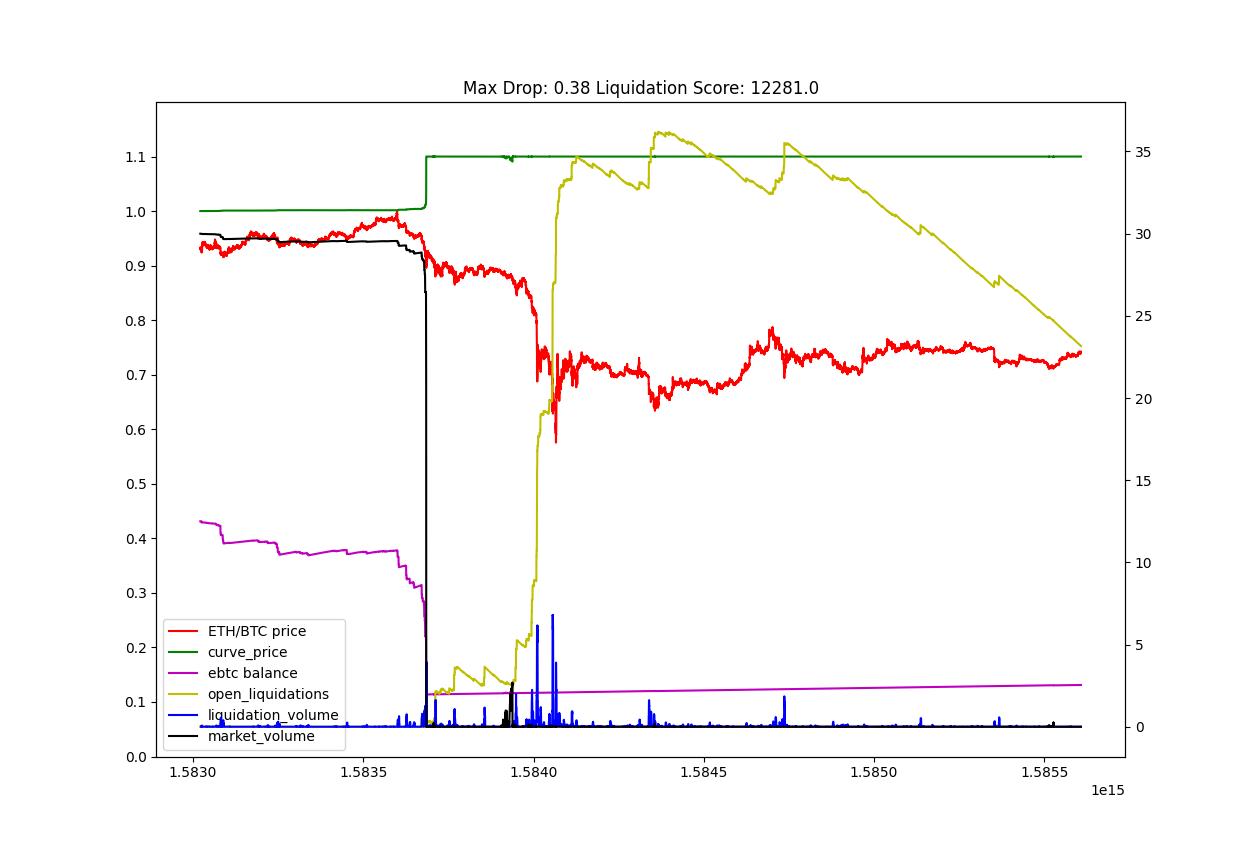 Max Drop: 0.38 Liquidation Score: 12281.0
1.1
1.0
0.9
0.8
0.7
0.6
0.5
0.4
0.3
0.2
0.1
0.0
35
30
25
20
15
10
5
0
ETH/BTC price
curve_price
ebtc balance
open_liquidations
liquidation_volume
market_volume
1.5830 1.5835 1.5840 1.5845 1.5850 1.5855
1e15